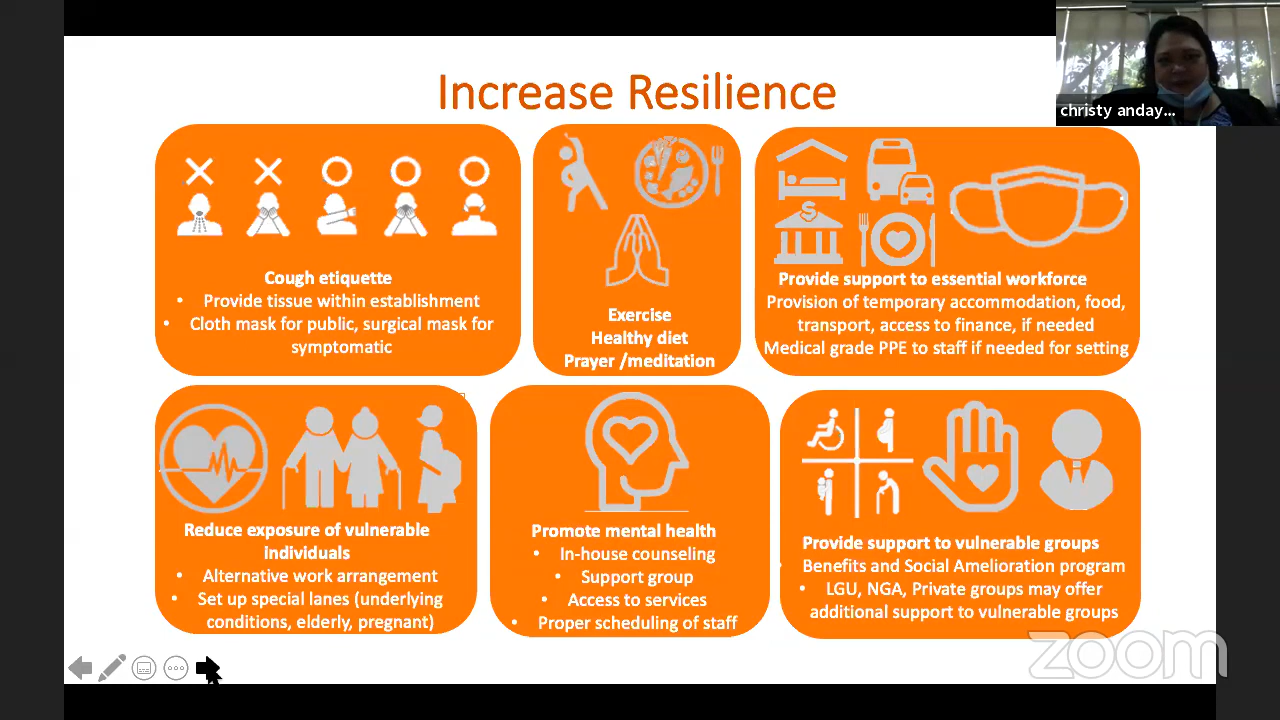 Increase Resilience
christy anday...
Cough etiquette
• Provide tissue within establishment
• Cloth mask for public, surgical mask for
symptomatic
Exercise
Healthy diet
Prayer /meditation
$
Provide support to essential workforce
Provision of temporary accommodation, food,
transport, access to finance, if needed
Medical grade PPE to staff if needed for setting
Reduce exposure of vulnerable
individuals
• Alternative work arrangement
• Set up special lanes (underlying
conditions, elderly, pregnant)
Promote mental health
• In-house counseling
• Support group
• Access to services
• Proper scheduling of staff
Provide support to vulnerable groups
• Benefits and Social Amelioration program
• LGU, NGA, Private groups may offer
additional support to vulnerable groups
zoom